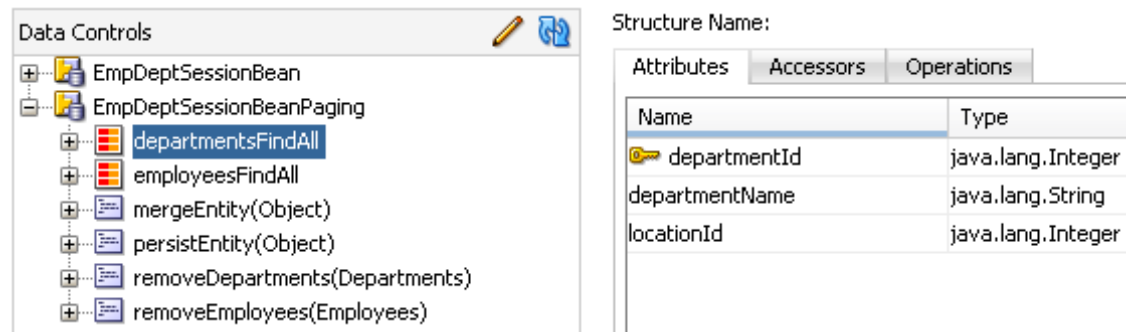 Data Controls
EmpDeptSessionBean
EmpDeptSessionBeanPaging
departmentsFindAll
employeesFindAll
mergeEntity(Object)
persistEntity(Object)
removeDepartments(Departments)
removeEmployees(Employees)
Structure Name:
Attributes Accessors Operations
Name Type
departmentId java.lang.Integer
departmentName java.lang.String
locationId java.lang.Integer